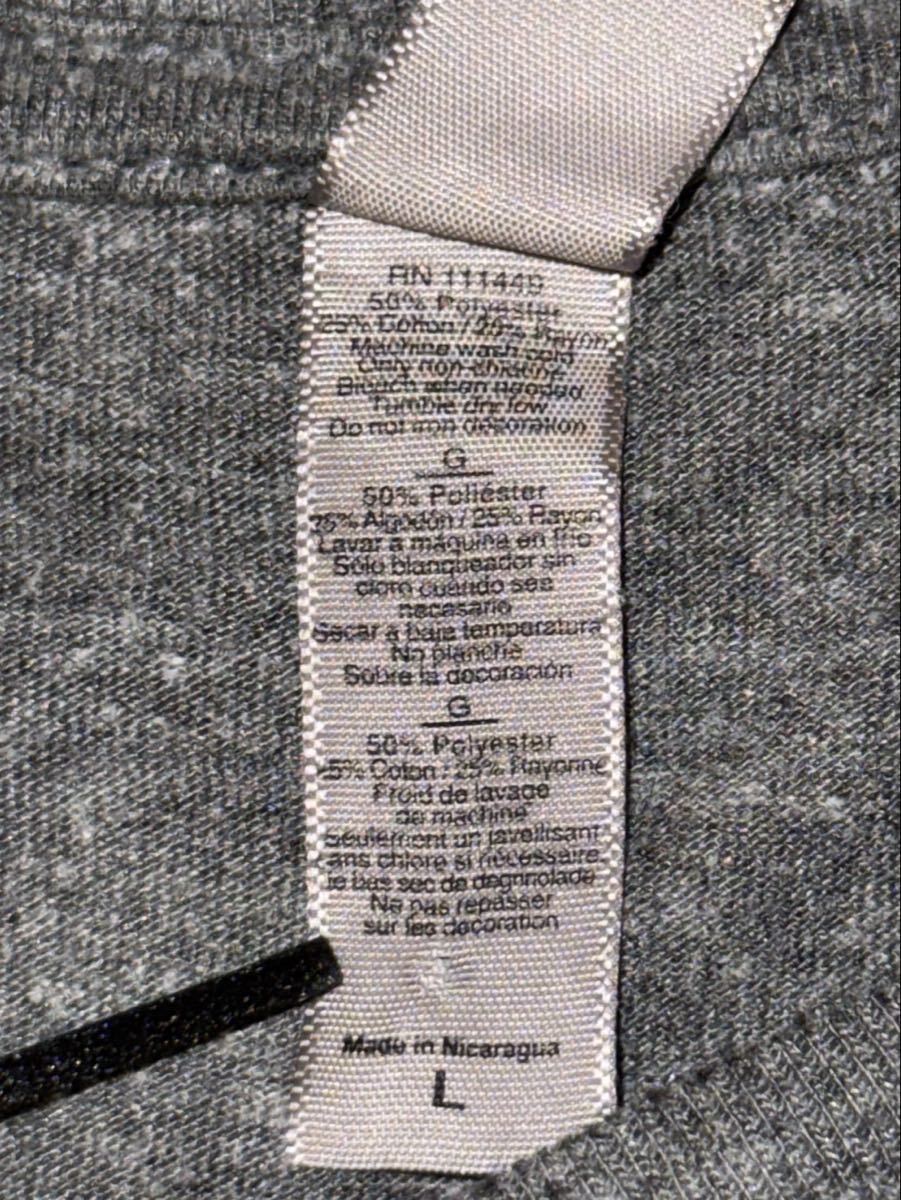 RN 111449
50% Polyester
25% Cotton / 25% Rayon
Machine wash cold
Only non-chlorine
Bleach when needed
Tumble dry low
Do not iron decoration
G
50% Poliéster
25% Algodón / 25% Rayon
Lavar a máquina en frío
Sólo blanqueador sin
cloro cuando sea
necesario
Secar a baja temperatura
No planche
Sobre la decoración
G
50% Polyester
25% Coton / 25% Rayonne
Froid de lavage
de machine
Seulement un javellisant
sans chlore si nécessaire
le bas sec de degringolade
Ne pas repasser
sur les decoration
Made in Nicaragua
L